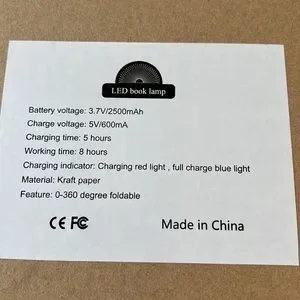 LED book lamp
Battery voltage: 3.7V/2500mAh
Charge voltage: 5V/600mA
Charging time: 5 hours
Working time: 8 hours
Charging indicator: Charging red light , full charge blue light
Material: Kraft paper
Feature: 0-360 degree foldable
CE FC Made in China